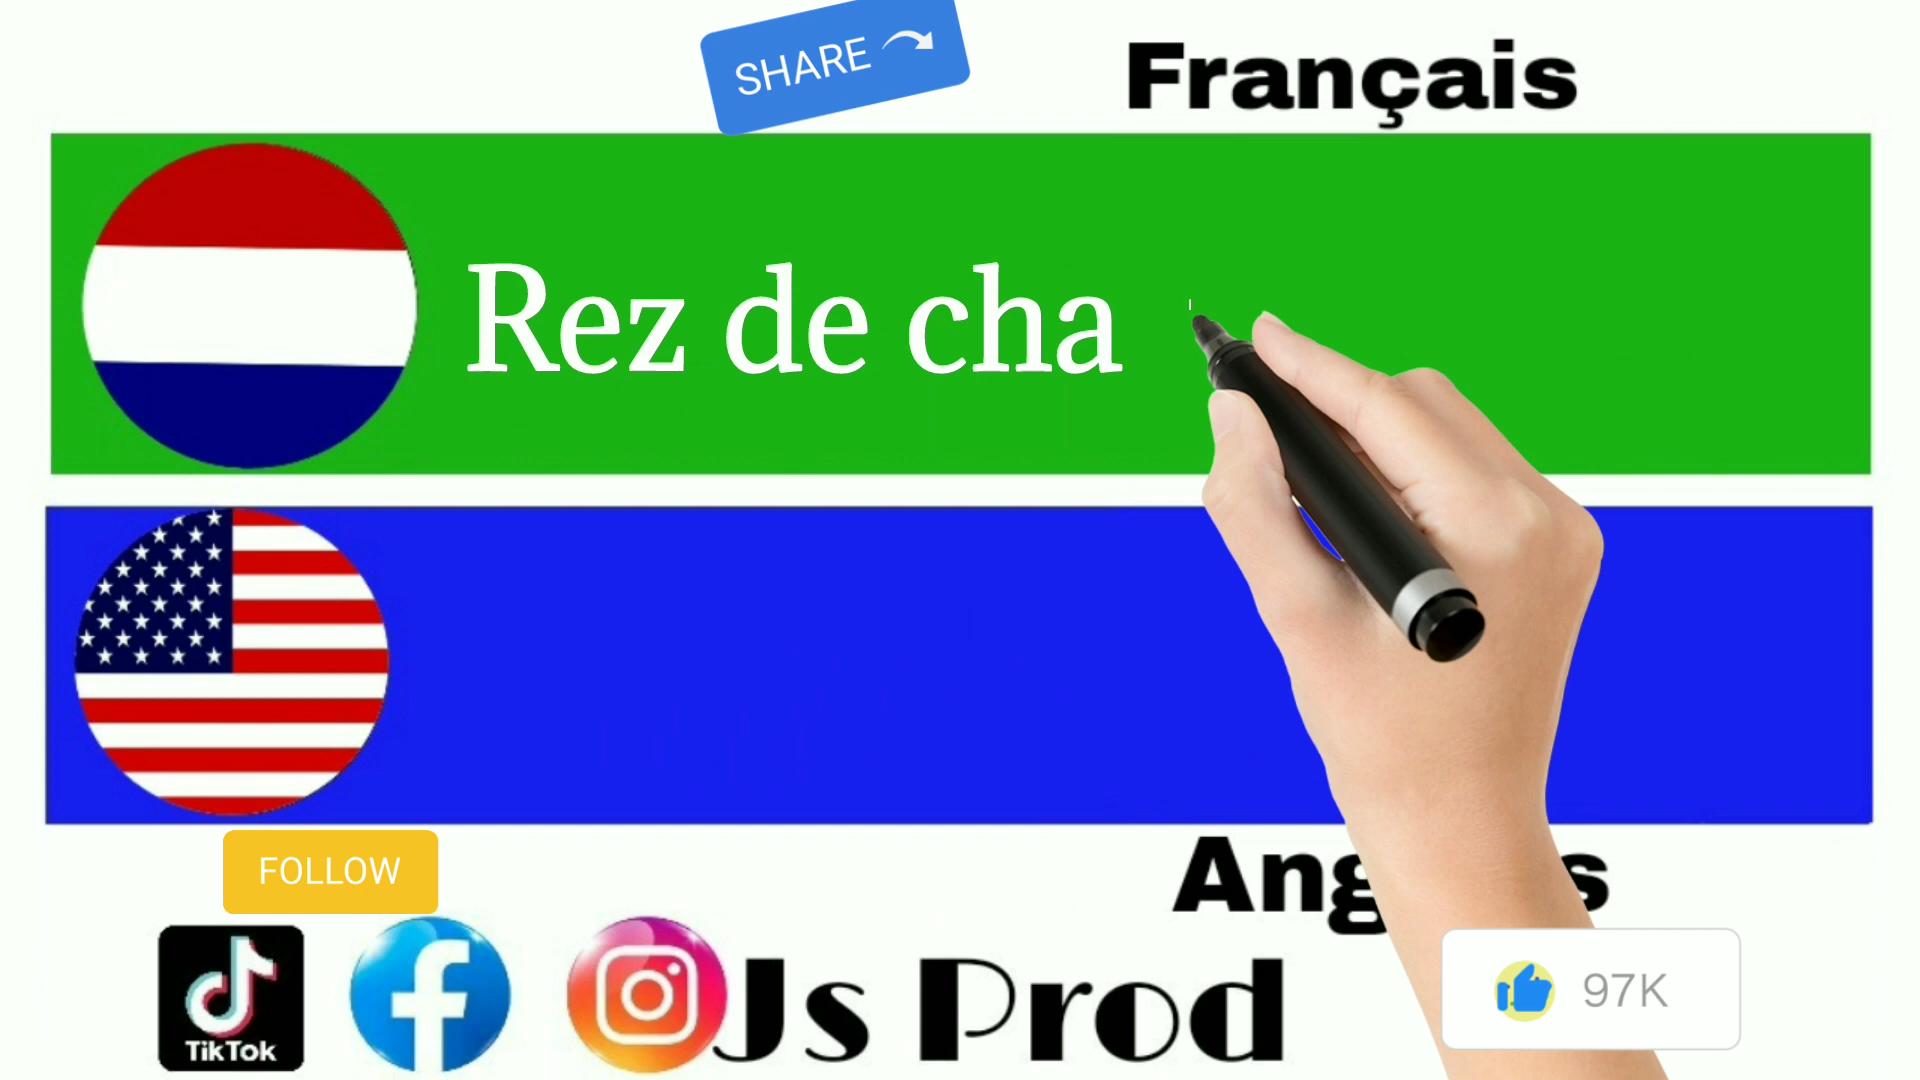 SHARE
Français
Rez de cha
FOLLOW
TikTok
Js Prod
97K